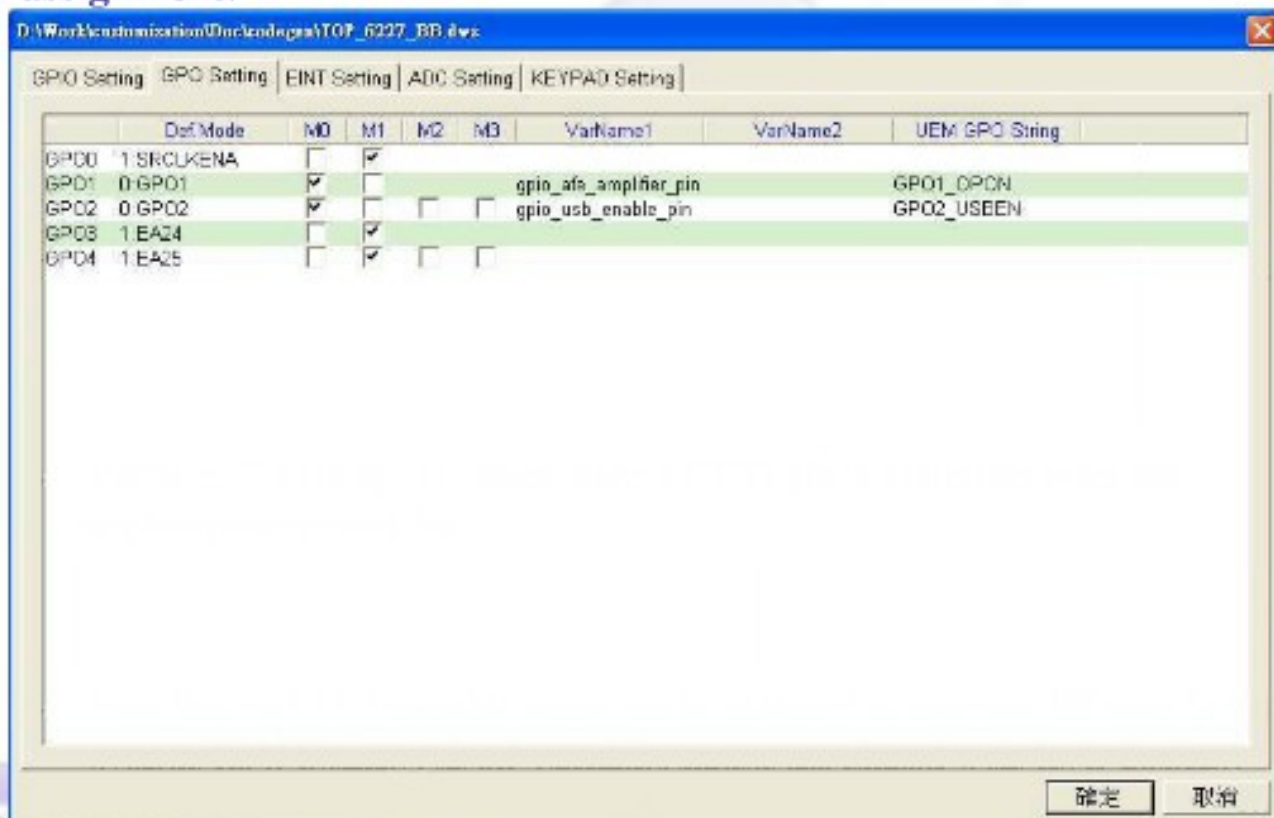 D:\Work\customization\Doc\codegen\TOP_6227_BB.dws
GPIO Setting GPO Setting EINT Setting ADC Setting KEYPAD Setting
Def.Mode M0 M1 M2 M3 VarName1 VarName2 UEM GPO String
GPO0 1:SRCLKENA
GPO1 0:GPO1 gpio_afe_amplifier_pin GPO1_OPON
GPO2 0:GPO2 gpio_usb_enable_pin GPO2_USBEN
GPO3 1:EA24
GPO4 1:EA25
確定 取消